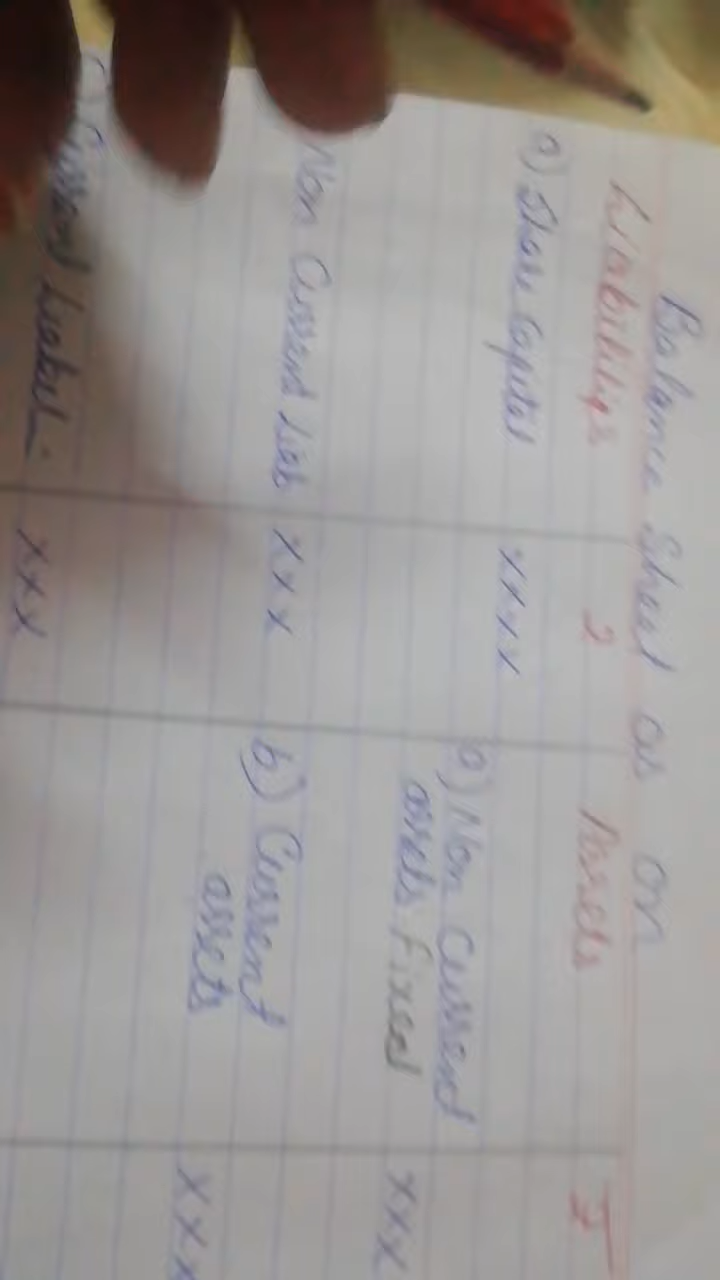 Balance Sheet as on
Liabilities ₹ Assets ₹
a) Share Capital xxxx
a) Non Current
assets Fixed xxx
Non Current Liab xxx
b) Current
assets xxx
c) Current Liabil- xxx